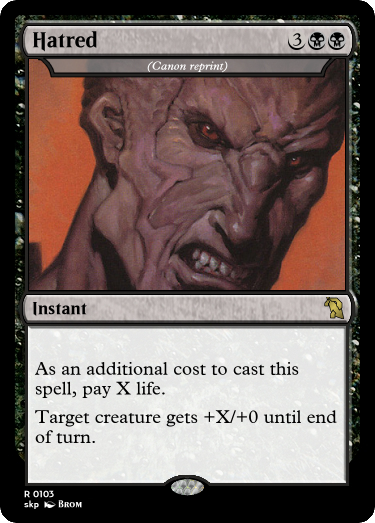 Hatred 3
(Canon reprint)
Instant
As an additional cost to cast this
spell, pay X life.
Target creature gets +X/+0 until end
of turn.
R 0103
skp BROM